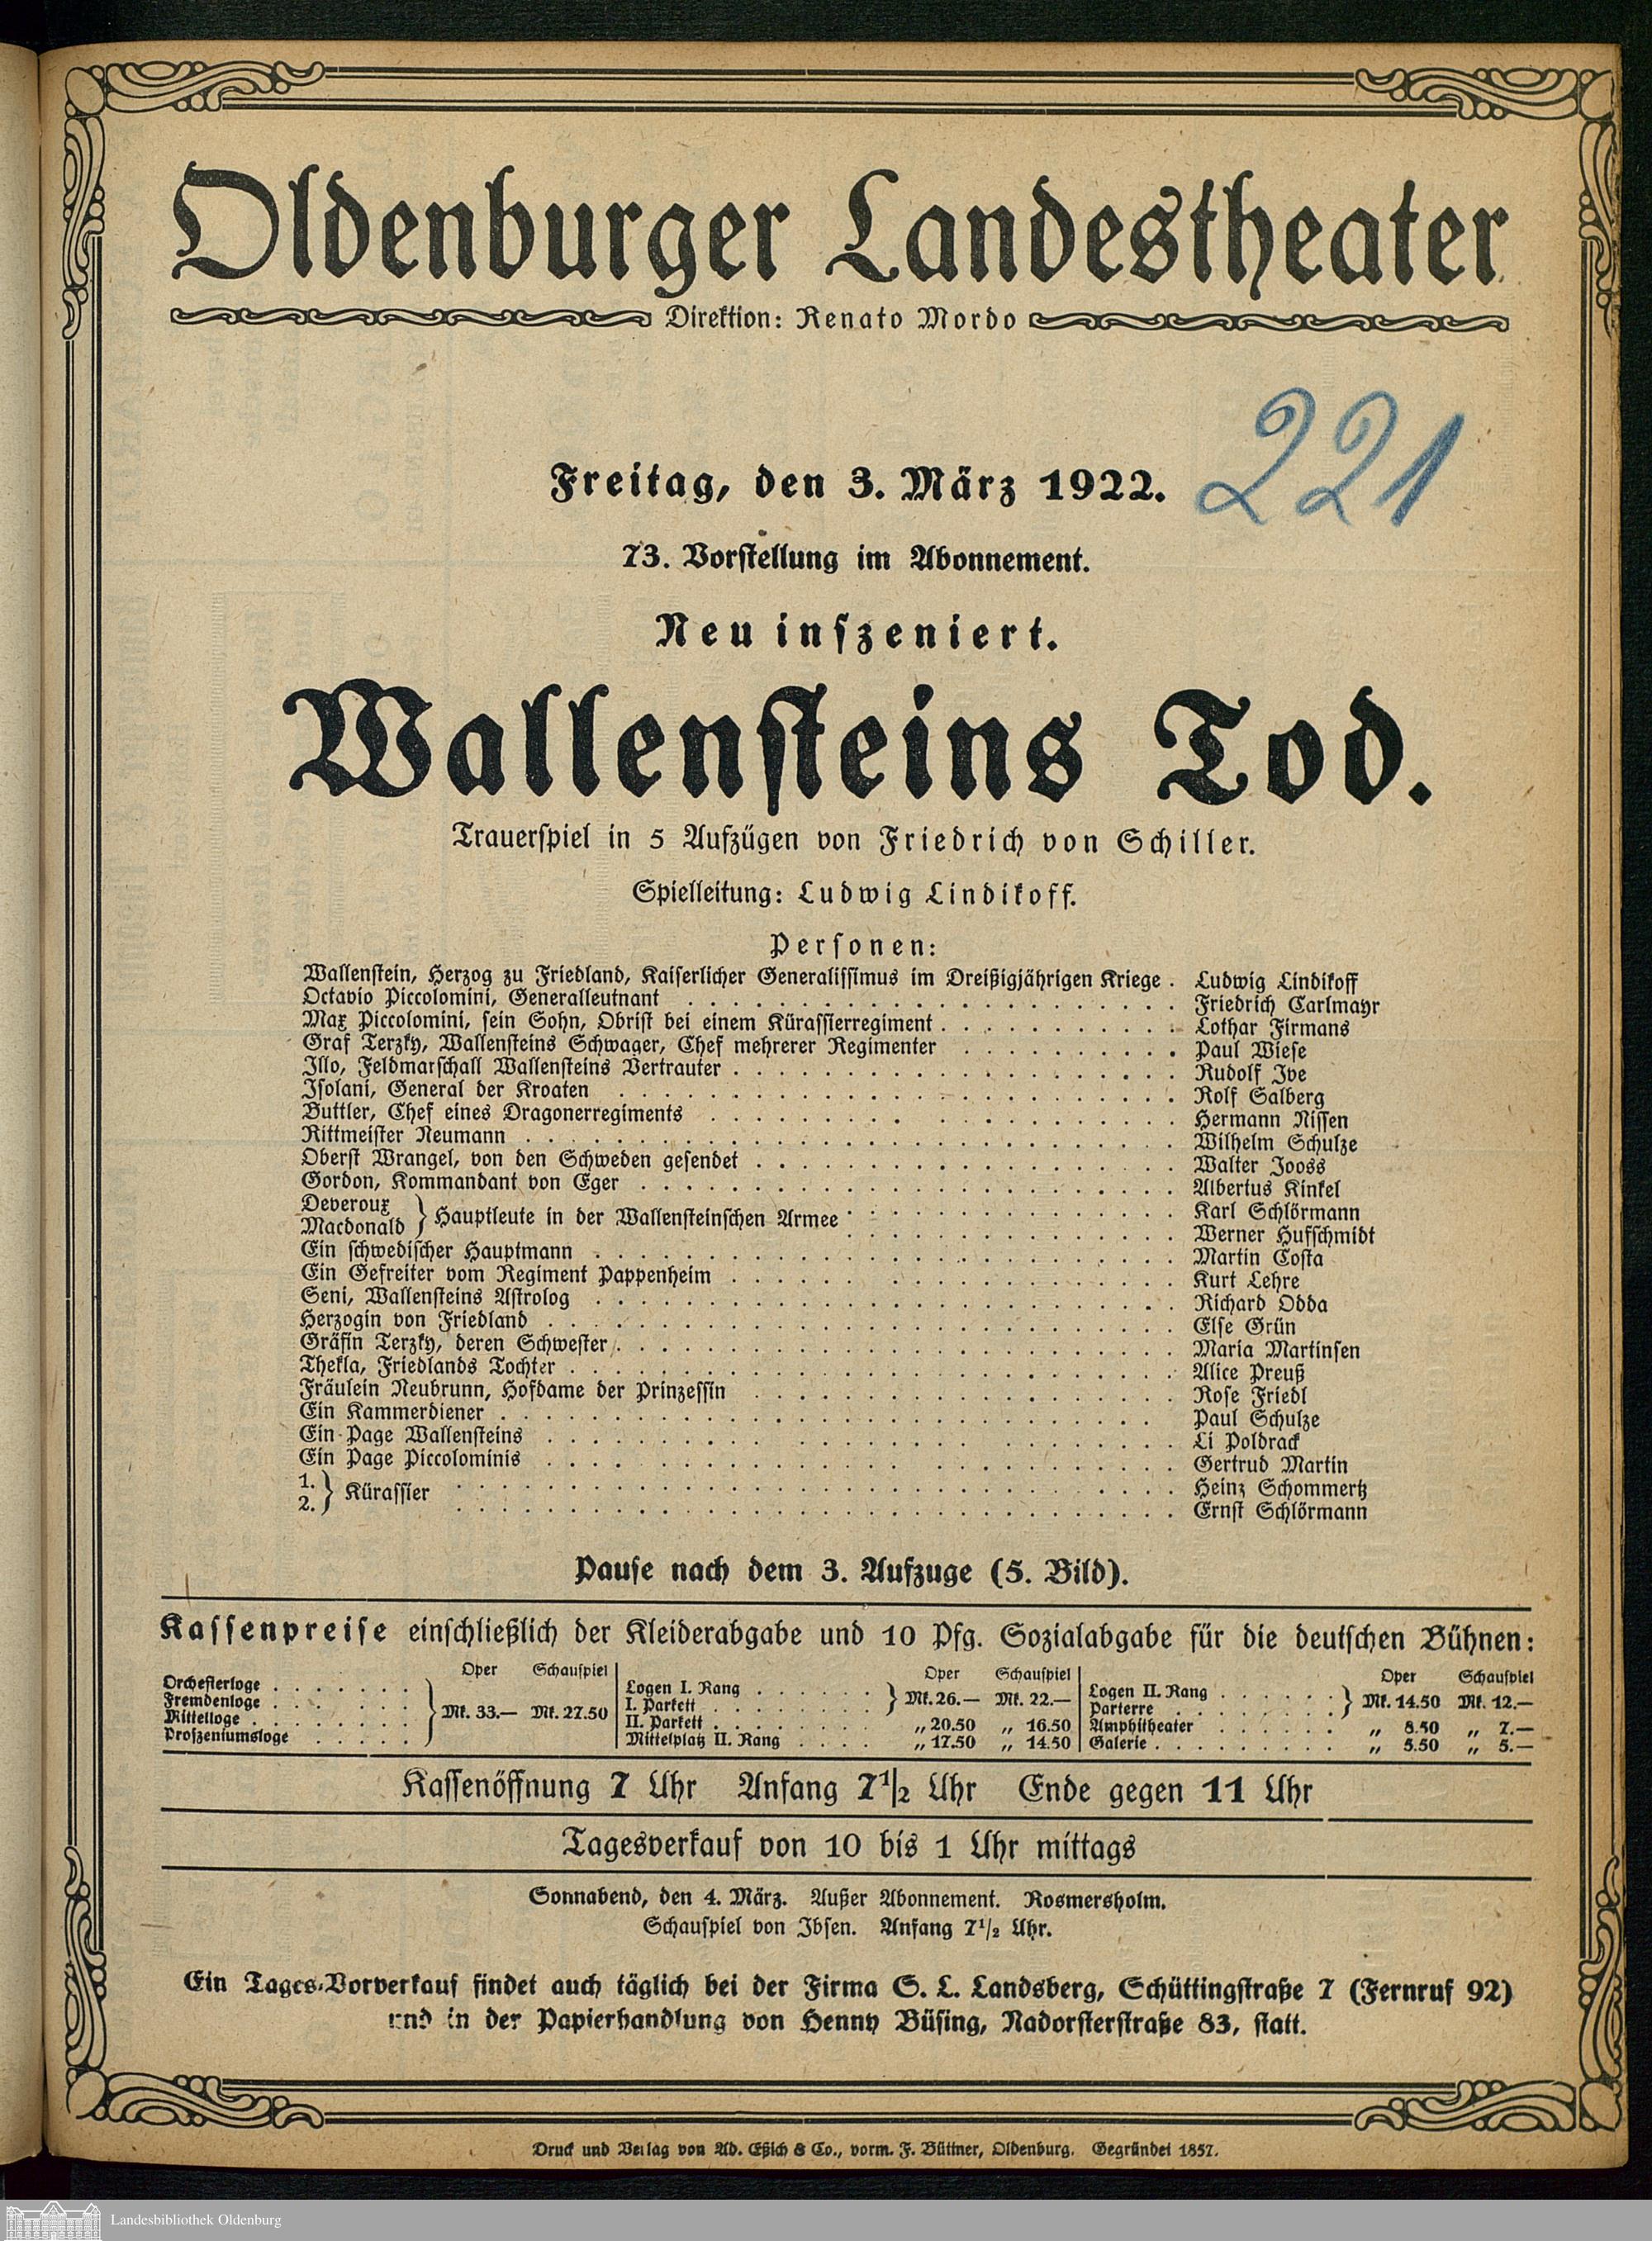 Oldenburger Landestheater
Direktion: Renato Mordo
221
Freitag, den 3. März 1922.
73. Vorstellung im Abonnement.
Neu inszeniert.
Wallensteins Tod.
Trauerspiel in 5 Aufzügen von Friedrich von Schiller.
Spielleitung: Ludwig Lindikoff.
Personen:
Wallenstein, Herzog zu Friedland, Kaiserlicher Generalissimus im Dreißigjährigen Kriege . Ludwig Lindikoff
Octavio Piccolomini, Generalleutnant . . . Friedrich Carlmayr
Max Piccolomini, sein Sohn, Obrist bei einem Kürassierregiment . . . Lothar Firmans
Graf Terzky, Wallensteins Schwager, Chef mehrerer Regimenter . . . Paul Wiese
Illo, Feldmarschall Wallensteins Vertrauter . . . Rudolf Ive
Isolani, General der Kroaten . . . Rolf Salberg
Buttler, Chef eines Dragonerregiments . . . Hermann Nissen
Rittmeister Neumann . . . Wilhelm Schulze
Oberst Wrangel, von den Schweden gesendet . . . Walter Jooss
Gordon, Kommandant von Eger . . . Albertus Kinkel
Deveroux } Hauptleute in der Wallensteinschen Armee . . . Karl Schlörmann
Macdonald } . . . Werner Hufschmidt
Ein schwedischer Hauptmann . . . Martin Costa
Ein Gefreiter vom Regiment Pappenheim . . . Kurt Lehre
Seni, Wallensteins Astrolog . . . Richard Odda
Herzogin von Friedland . . . Else Grün
Gräfin Terzky, deren Schwester . . . Maria Martinsen
Thekla, Friedlands Tochter . . . Alice Preuß
Fräulein Neubrunn, Hofdame der Prinzessin . . . Rose Friedl
Ein Kammerdiener . . . Paul Schulze
Ein Page Wallensteins . . . Li Poldrack
Ein Page Piccolominis . . . Gertrud Martin
1. } Kürassier . . . Heinz Schommertz
2. } . . . Ernst Schlörmann
Pause nach dem 3. Aufzuge (5. Bild).
Kassenpreise einschließlich der Kleiderabgabe und 10 Pfg. Sozialabgabe für die deutschen Bühnen:
Oper Schauspiel
Orchesterloge . . .
Fremdenloge . . .
Mittelloge . . .
Proszeniumsloge . . .
} Mk. 33.— Mk. 27.50
Oper Schauspiel
Logen I. Rang . . .
I. Parkett . . .
} Mk. 26.— Mk. 22.—
II. Parkett . . . „ 20.50 „ 16.50
Mittelplatz II. Rang . . . „ 17.50 „ 14.50
Oper Schauspiel
Logen II. Rang . . .
Parterre . . .
} Mk. 14.50 Mk. 12.—
Amphitheater . . . „ 8.50 „ 7.—
Galerie . . . „ 5.50 „ 5.—
Kassenöffnung 7 Uhr Anfang 7 1/2 Uhr Ende gegen 11 Uhr
Tagesverkauf von 10 bis 1 Uhr mittags
Sonnabend, den 4. März. Außer Abonnement. Rosmersholm.
Schauspiel von Ibsen. Anfang 7 1/2 Uhr.
Ein Tages-Vorverkauf findet auch täglich bei der Firma S. L. Landsberg, Schüttingstraße 7 (Fernruf 92)
und in der Papierhandlung von Henny Büsing, Nadorsterstraße 83, statt.
Druck und Verlag von Ad. Eßich & Co., vorm. F. Büttner, Oldenburg. Gegründet 1857.
Landesbibliothek Oldenburg